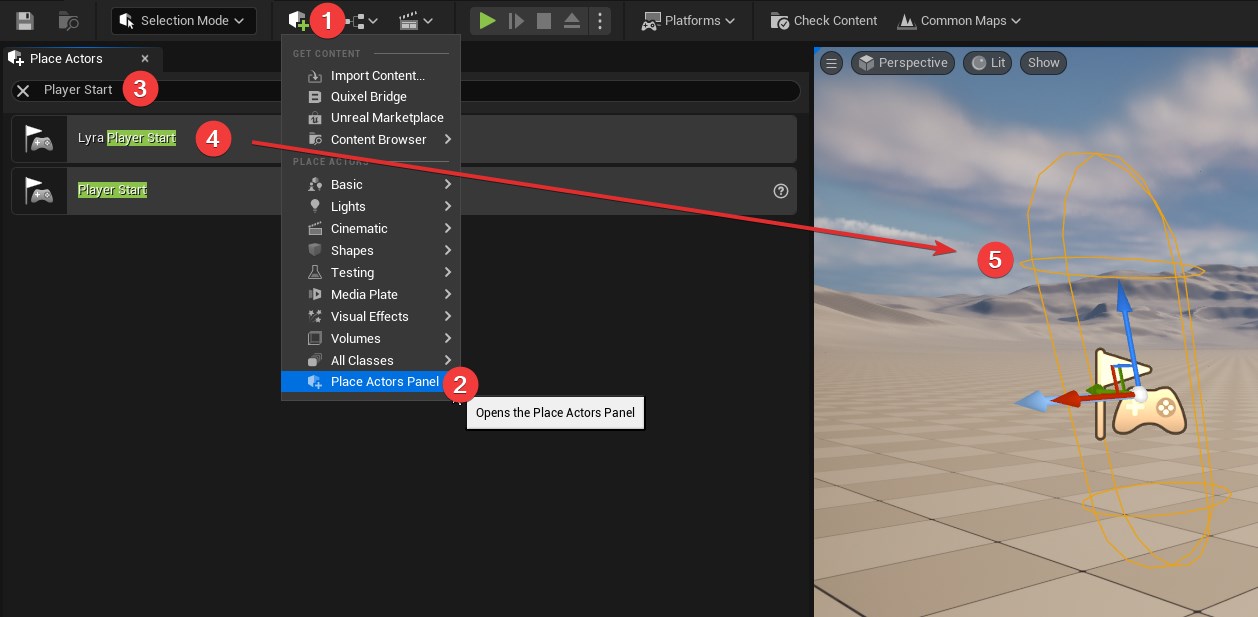 Selection Mode
1
Platforms
Check Content
Common Maps
Place Actors
Player Start
3
Lyra Player Start
4
Player Start
GET CONTENT
Import Content...
Quixel Bridge
Unreal Marketplace
Content Browser
PLACE ACTORS
Basic
Lights
Cinematic
Shapes
Testing
Media Plate
Visual Effects
Volumes
All Classes
Place Actors Panel
2
Opens the Place Actors Panel
Perspective
Lit
Show
5